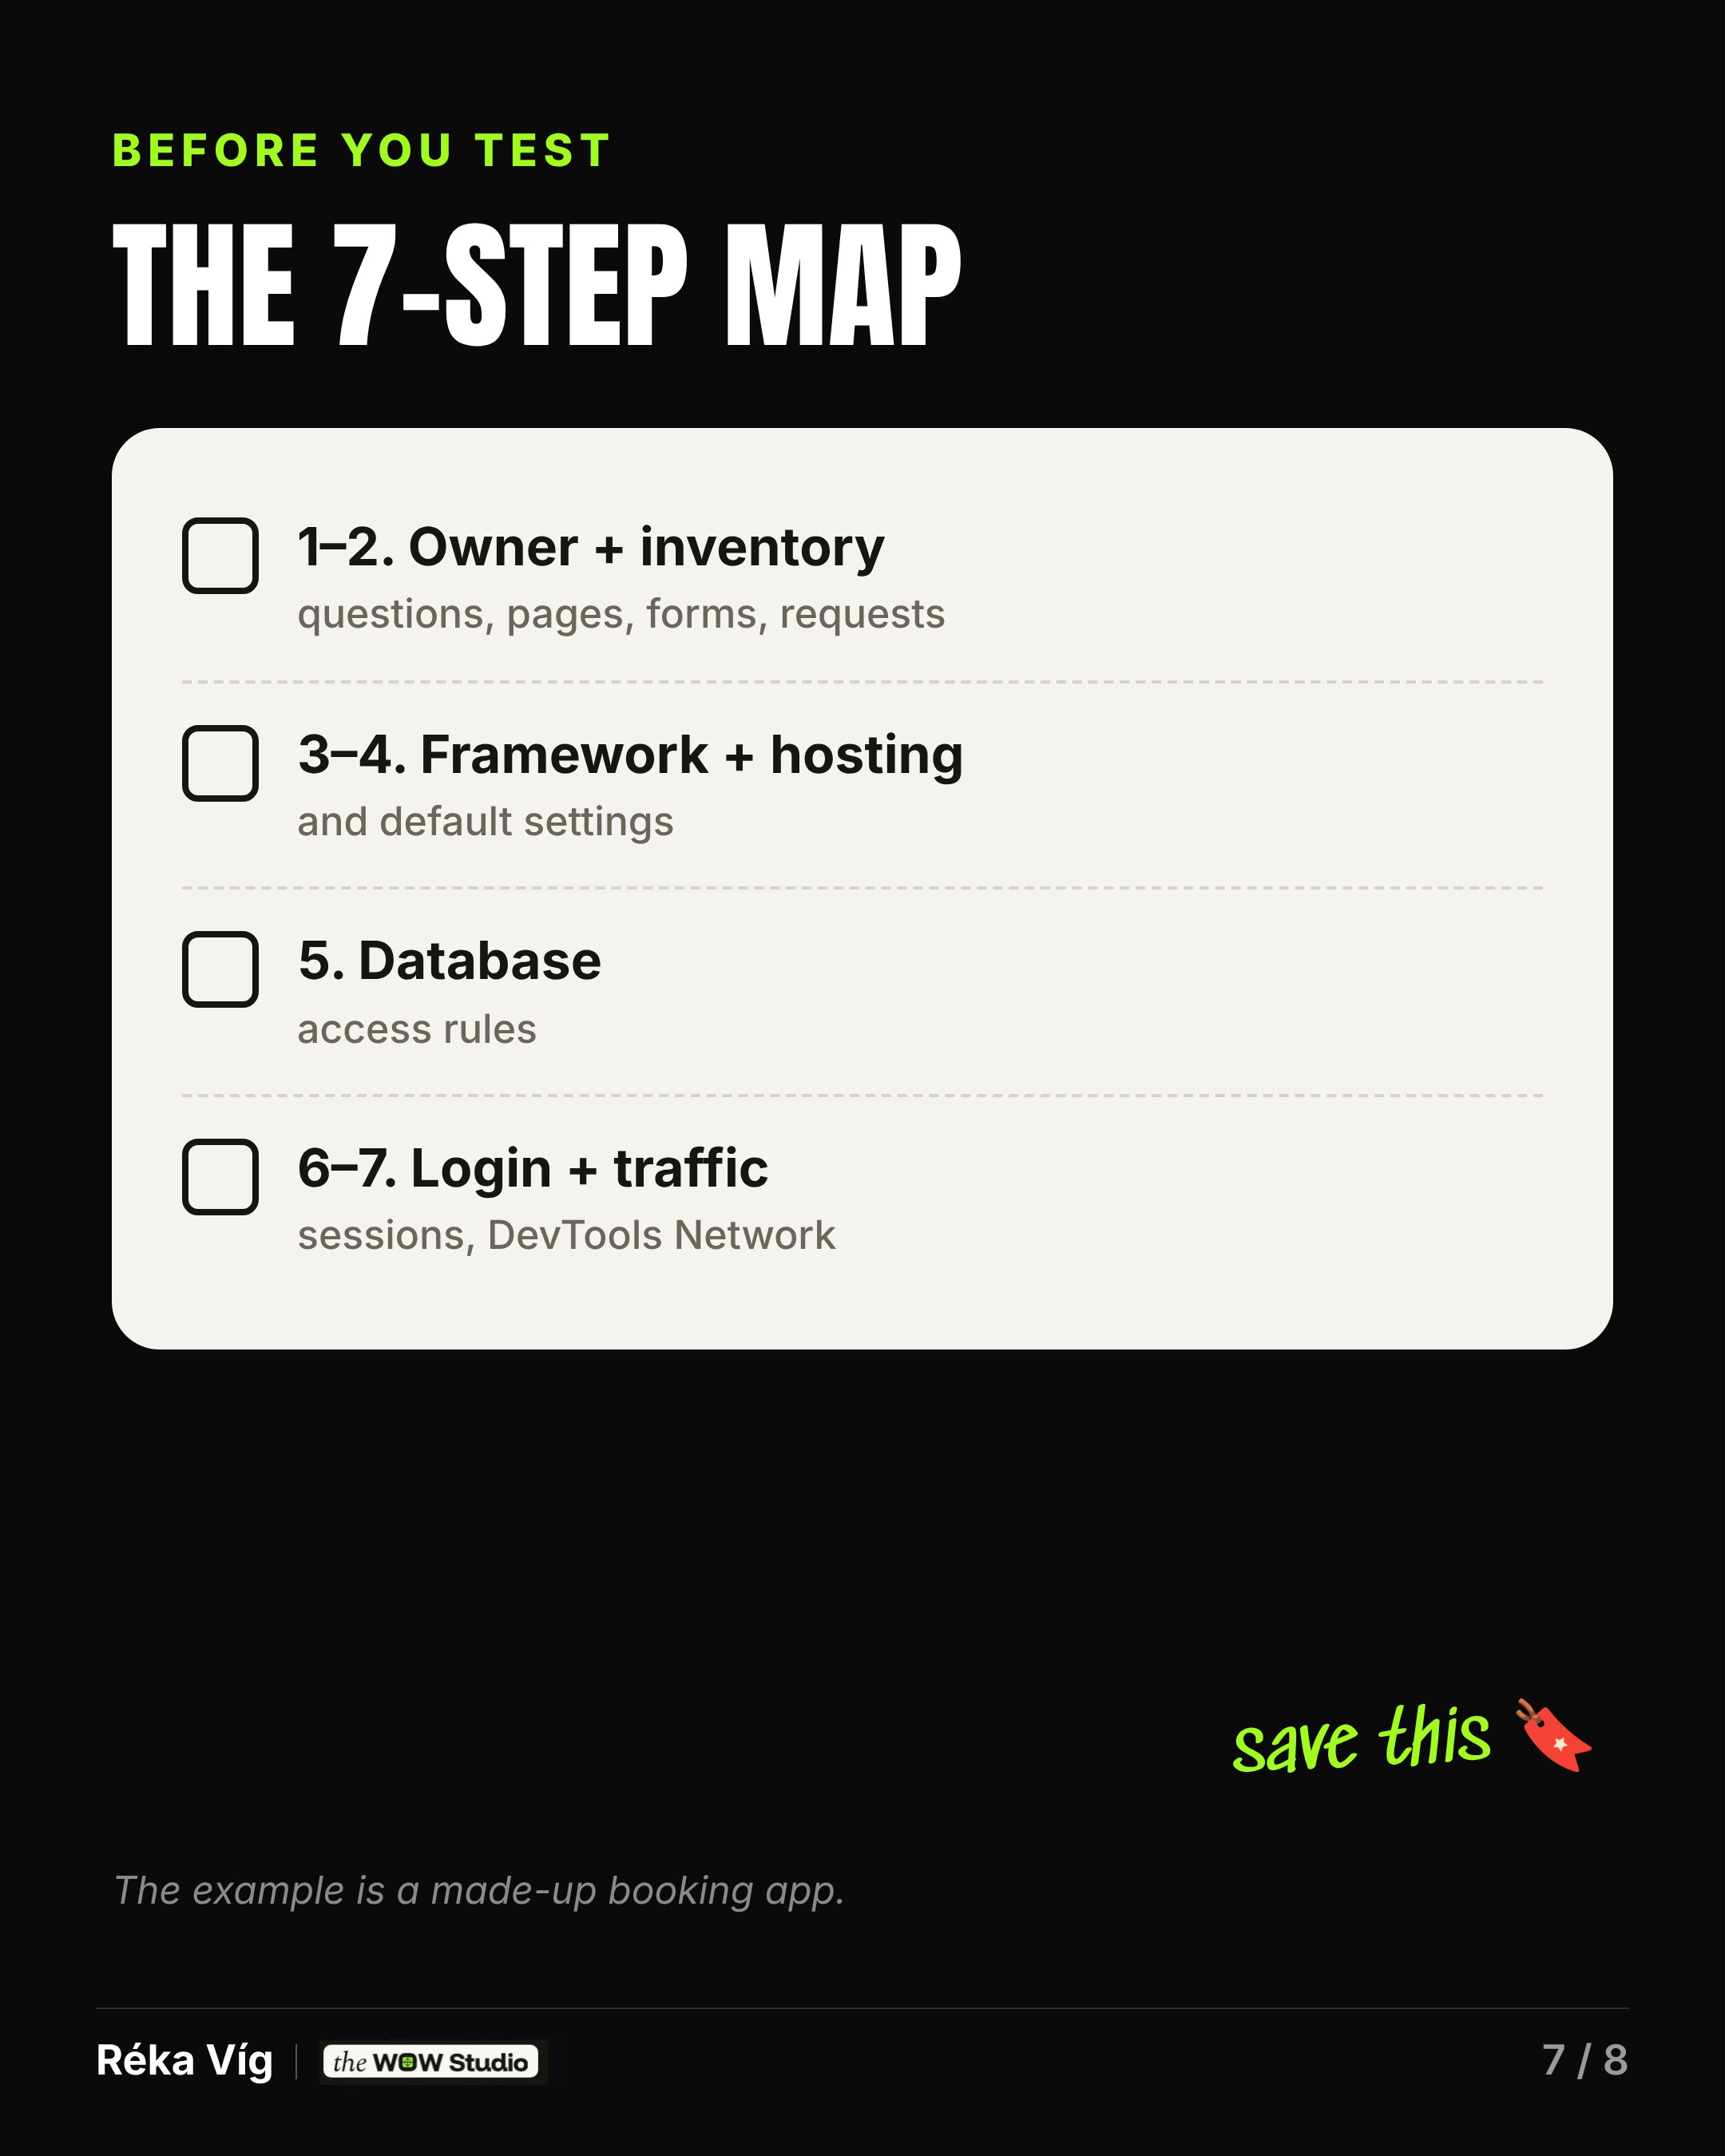 BEFORE YOU TEST
THE 7-STEP MAP
1–2. Owner + inventory
questions, pages, forms, requests
3–4. Framework + hosting
and default settings
5. Database
access rules
6–7. Login + traffic
sessions, DevTools Network
save this
The example is a made-up booking app.
Réka Víg
the WOW Studio
7 / 8